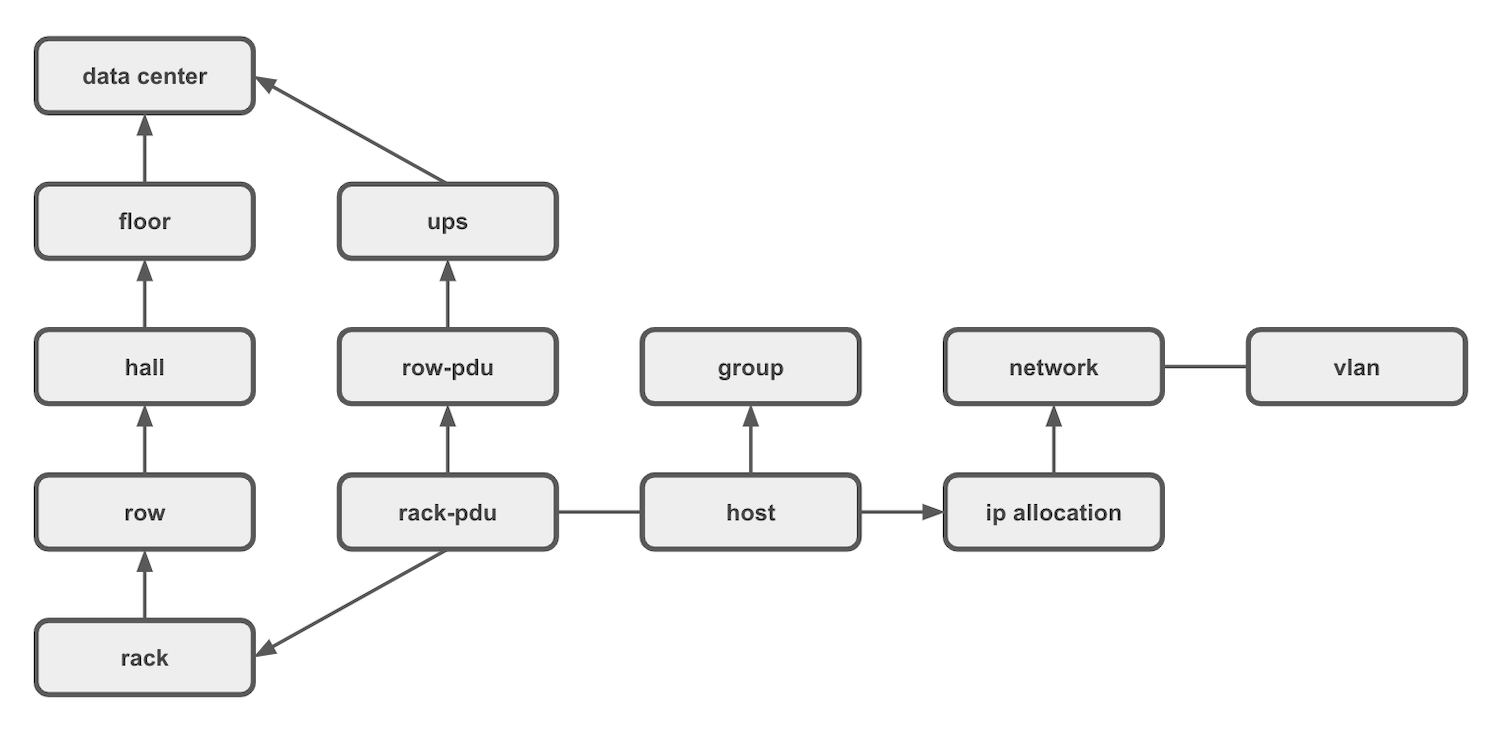 data center
floor
ups
hall
row-pdu
group
network
vlan
row
rack-pdu
host
ip allocation
rack